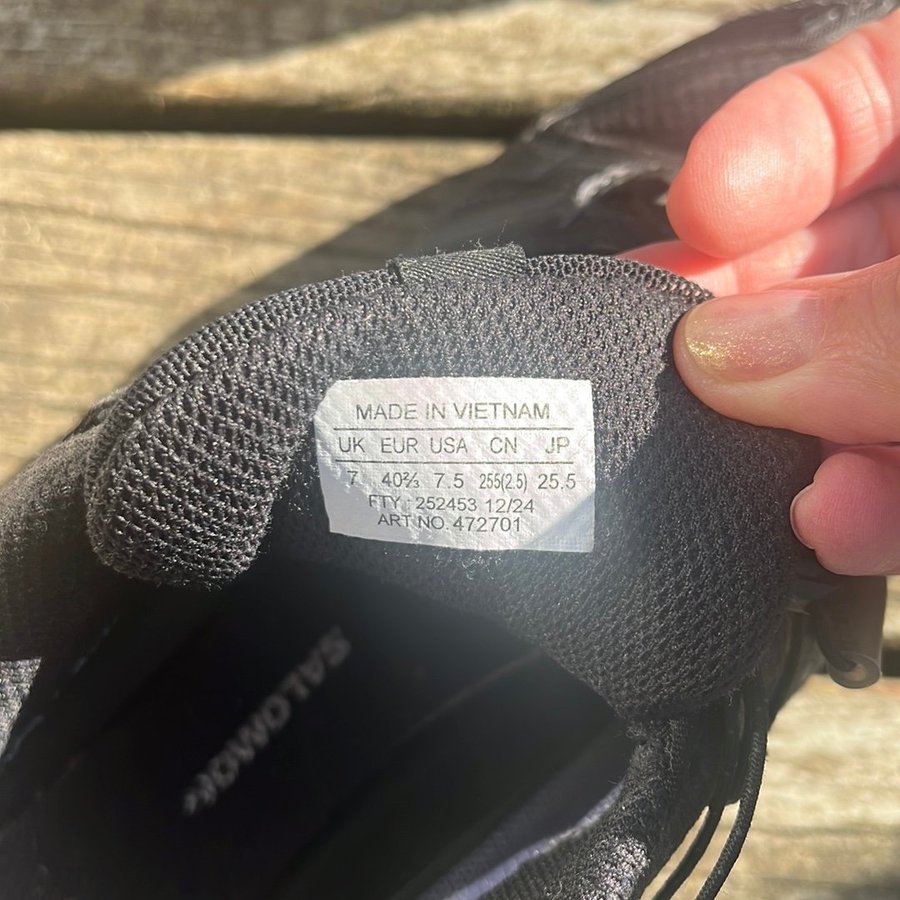 MADE IN VIETNAM
UK EUR USA CN JP
7 40⅔ 7.5 255(2.5) 25.5
FTY : 252453 12/24
ART NO. 472701
SALOMON